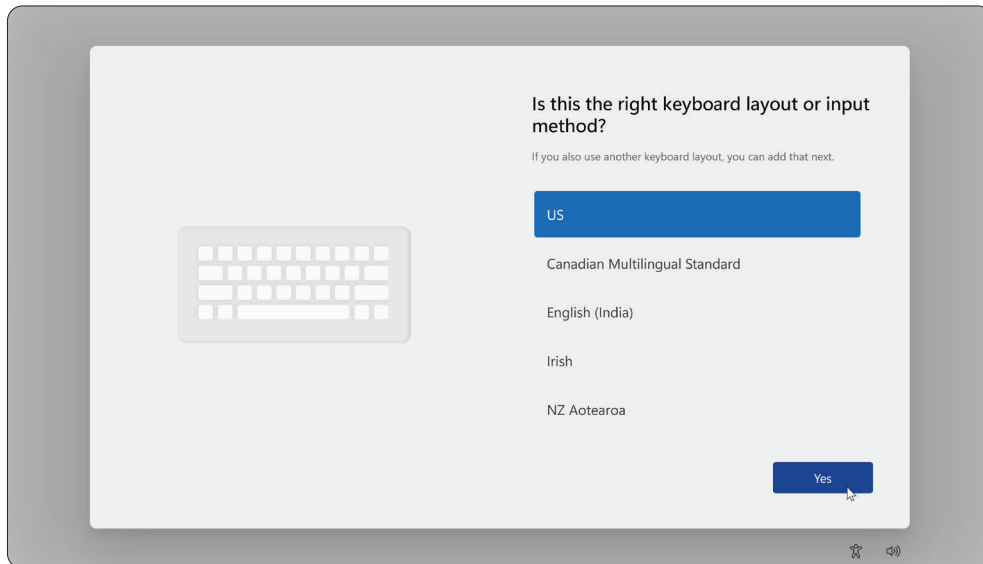 Is this the right keyboard layout or input
method?
If you also use another keyboard layout, you can add that next.
US
Canadian Multilingual Standard
English (India)
Irish
NZ Aotearoa
Yes